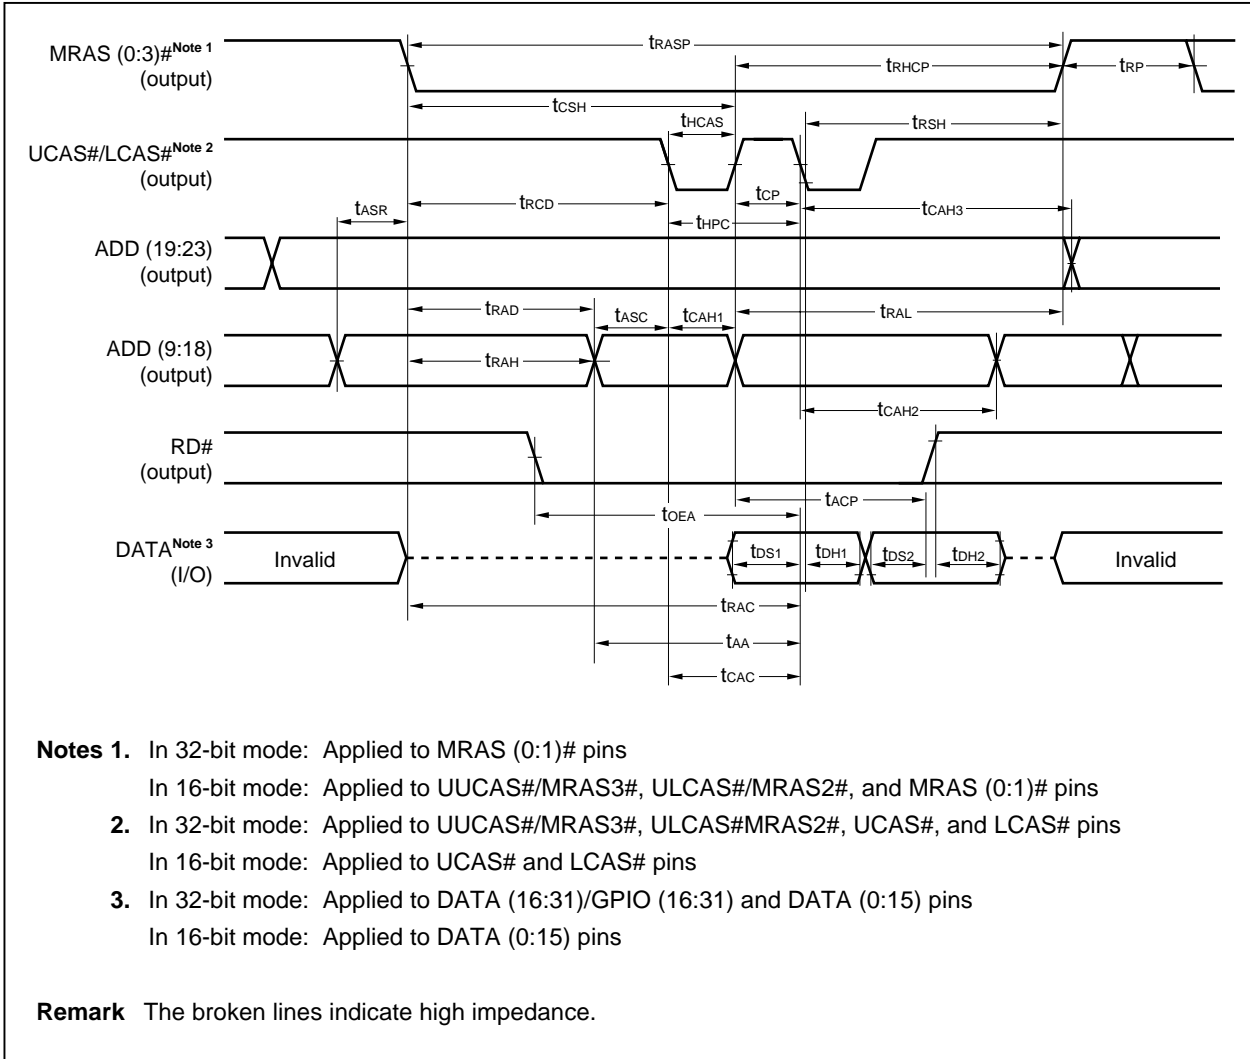 MRAS (0:3)#Note 1
(output)
tRASP
tRHCP
tRP
tCSH
tHCAS
tRSH
UCAS#/LCAS#Note 2
(output)
tASR
tRCD
tCP
tCAH3
tHPC
ADD (19:23)
(output)
tRAD
tASC
tCAH1
tRAL
ADD (9:18)
(output)
tRAH
tCAH2
RD#
(output)
tACP
tOEA
DATANote 3
(I/O)
Invalid
tDS1
tDH1
tDS2
tDH2
Invalid
tRAC
tAA
tCAC
Notes 1. In 32-bit mode: Applied to MRAS (0:1)# pins
In 16-bit mode: Applied to UUCAS#/MRAS3#, ULCAS#/MRAS2#, and MRAS (0:1)# pins
2. In 32-bit mode: Applied to UUCAS#/MRAS3#, ULCAS#MRAS2#, UCAS#, and LCAS# pins
In 16-bit mode: Applied to UCAS# and LCAS# pins
3. In 32-bit mode: Applied to DATA (16:31)/GPIO (16:31) and DATA (0:15) pins
In 16-bit mode: Applied to DATA (0:15) pins
Remark The broken lines indicate high impedance.